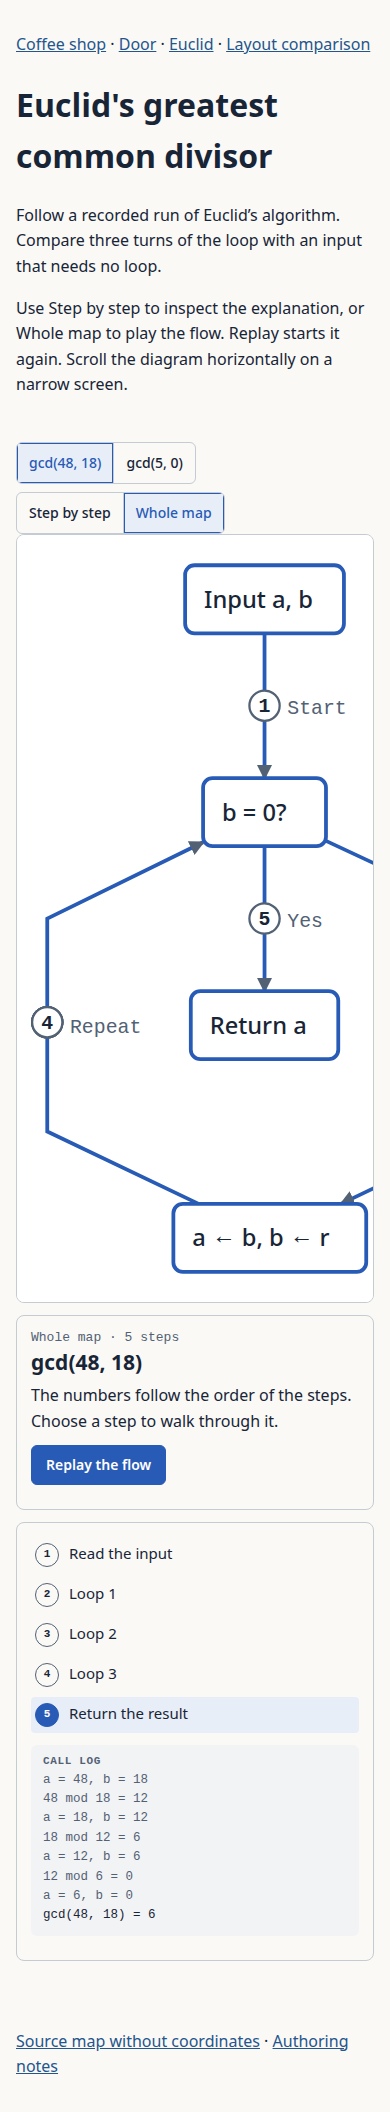 Coffee shop · Door · Euclid · Layout comparison
Euclid's greatest
common divisor
Follow a recorded run of Euclid’s algorithm.
Compare three turns of the loop with an input
that needs no loop.
Use Step by step to inspect the explanation, or
Whole map to play the flow. Replay starts it
again. Scroll the diagram horizontally on a
narrow screen.
gcd(48, 18) gcd(5, 0)
Step by step Whole map
Input a, b
1 Start
b = 0?
5 Yes
4 Repeat
Return a
a ← b, b ← r
Whole map · 5 steps
gcd(48, 18)
The numbers follow the order of the steps.
Choose a step to walk through it.
Replay the flow
1 Read the input
2 Loop 1
3 Loop 2
4 Loop 3
5 Return the result
CALL LOG
a = 48, b = 18
48 mod 18 = 12
a = 18, b = 12
18 mod 12 = 6
a = 12, b = 6
12 mod 6 = 0
a = 6, b = 0
gcd(48, 18) = 6
Source map without coordinates · Authoring
notes